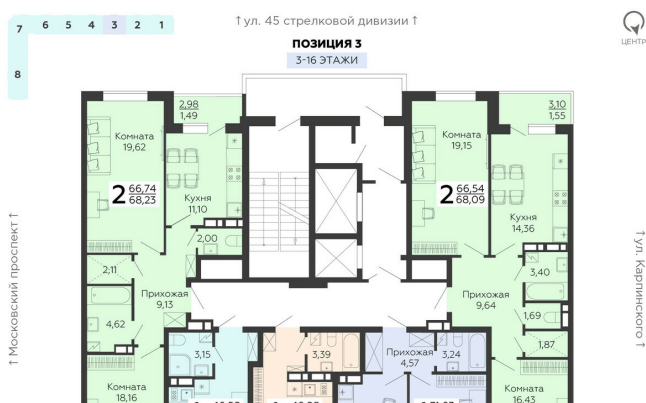 ↑ ул. 45 стрелковой дивизии ↑
7 6 5 4 3 2 1
8
ЦЕНТР
ПОЗИЦИЯ 3
3-16 ЭТАЖИ
2,98
1,49
3,10
1,55
Комната
19,62
Комната
19,15
2 66,74
68,23
2 66,54
68,09
Кухня
11,10
Кухня
14,36
2,00
2,11
3,40
Прихожая
9,13
Прихожая
9,64
4,62
1,69
1,87
3,15
3,39
Прихожая
4,57
3,24
Комната
18,16
Комната
16,43
↑ Московский проспект ↑
↑ ул. Карпинского ↑